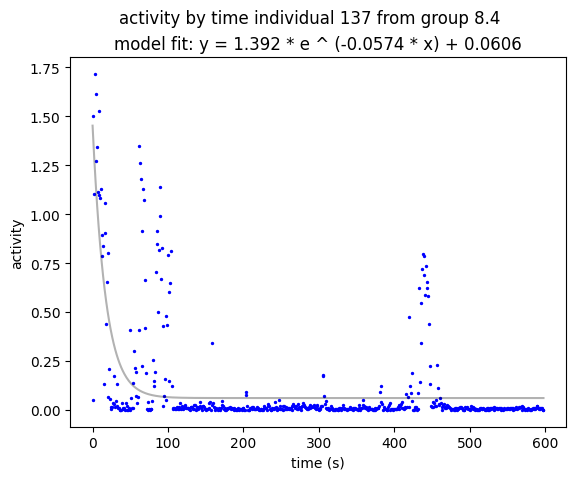 activity by time individual 137 from group 8.4
model fit: y = 1.392 * e ^ (-0.0574 * x) + 0.0606
1.75
1.50
1.25
1.00
0.75
0.50
0.25
0.00
activity
0 100 200 300 400 500 600
time (s)